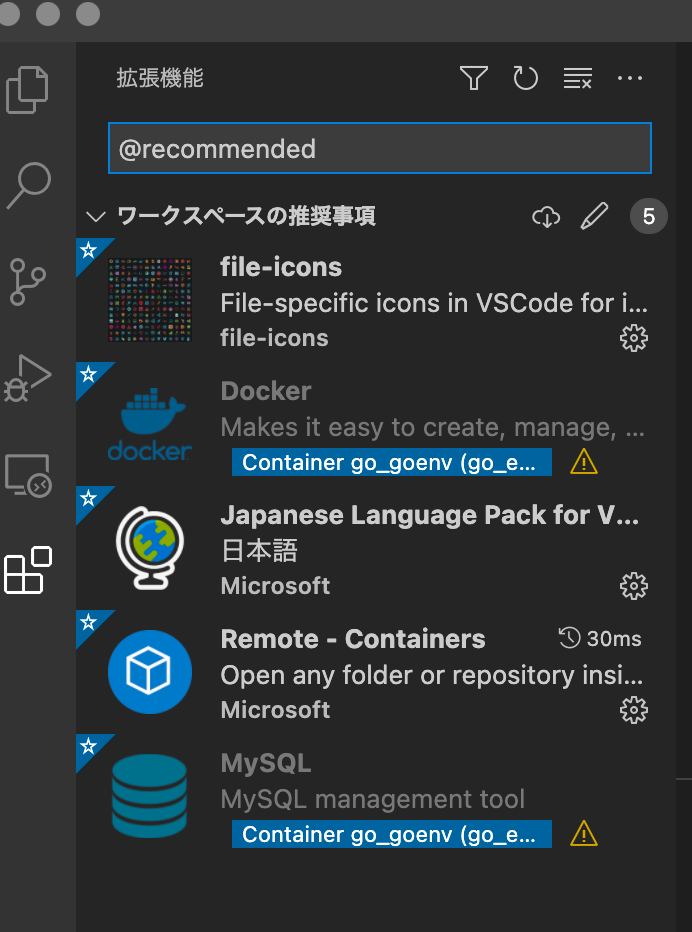 拡張機能
@recommended
ワークスペースの推奨事項 5
file-icons
File-specific icons in VSCode for i...
file-icons
Docker
Makes it easy to create, manage, ...
docker
Container go_goenv (go_e...
Japanese Language Pack for V...
日本語
Microsoft
Remote - Containers 30ms
Open any folder or repository insi...
Microsoft
MySQL
MySQL management tool
Container go_goenv (go_e...